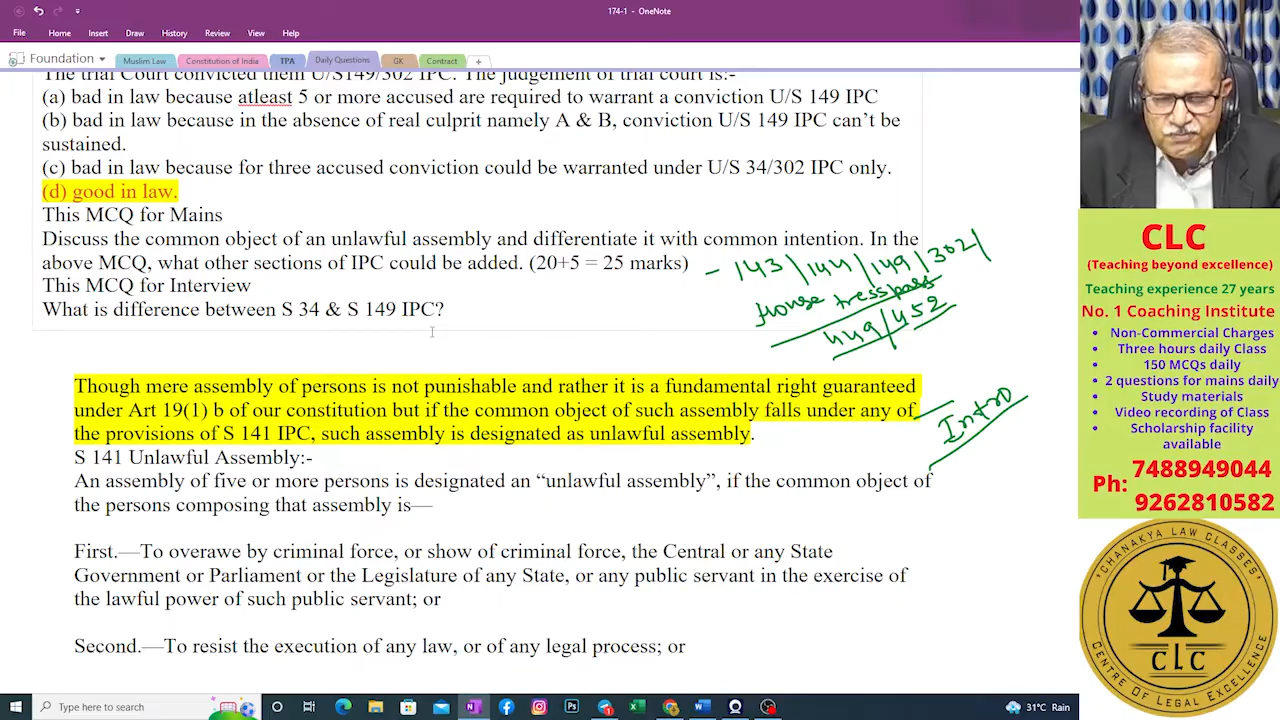 174-1 - OneNote
File Home Insert Draw History Review View Help
Foundation Muslim Law Constitution of India TPA Daily Questions GK Contract +
The trial Court convicted them U/S149/302 IPC. The judgement of trial court is:-
(a) bad in law because atleast 5 or more accused are required to warrant a conviction U/S 149 IPC
(b) bad in law because in the absence of real culprit namely A & B, conviction U/S 149 IPC can’t be
sustained.
(c) bad in law because for three accused conviction could be warranted under U/S 34/302 IPC only.
(d) good in law.
This MCQ for Mains
Discuss the common object of an unlawful assembly and differentiate it with common intention. In the
above MCQ, what other sections of IPC could be added. (20+5 = 25 marks)
This MCQ for Interview
What is difference between S 34 & S 149 IPC?
- 143/144/149/302/
House tresspass
449/452
Though mere assembly of persons is not punishable and rather it is a fundamental right guaranteed
under Art 19(1) b of our constitution but if the common object of such assembly falls under any of
the provisions of S 141 IPC, such assembly is designated as unlawful assembly.
Intro
S 141 Unlawful Assembly:-
An assembly of five or more persons is designated an “unlawful assembly”, if the common object of
the persons composing that assembly is—
First.—To overawe by criminal force, or show of criminal force, the Central or any State
Government or Parliament or the Legislature of any State, or any public servant in the exercise of
the lawful power of such public servant; or
Second.—To resist the execution of any law, or of any legal process; or
CLC
(Teaching beyond excellence)
Teaching experience 27 years
No. 1 Coaching Institute
• Non-Commercial Charges
• Three hours daily Class
• 150 MCQs daily
• 2 questions for mains daily
• Study materials
• Video recording of Class
• Scholarship facility
available
Ph: 7488949044
9262810582
'CHANAKYA LAW CLASSES'
CLC
CENTRE OF LEGAL EXCELLENCE
Type here to search
31°C Rain